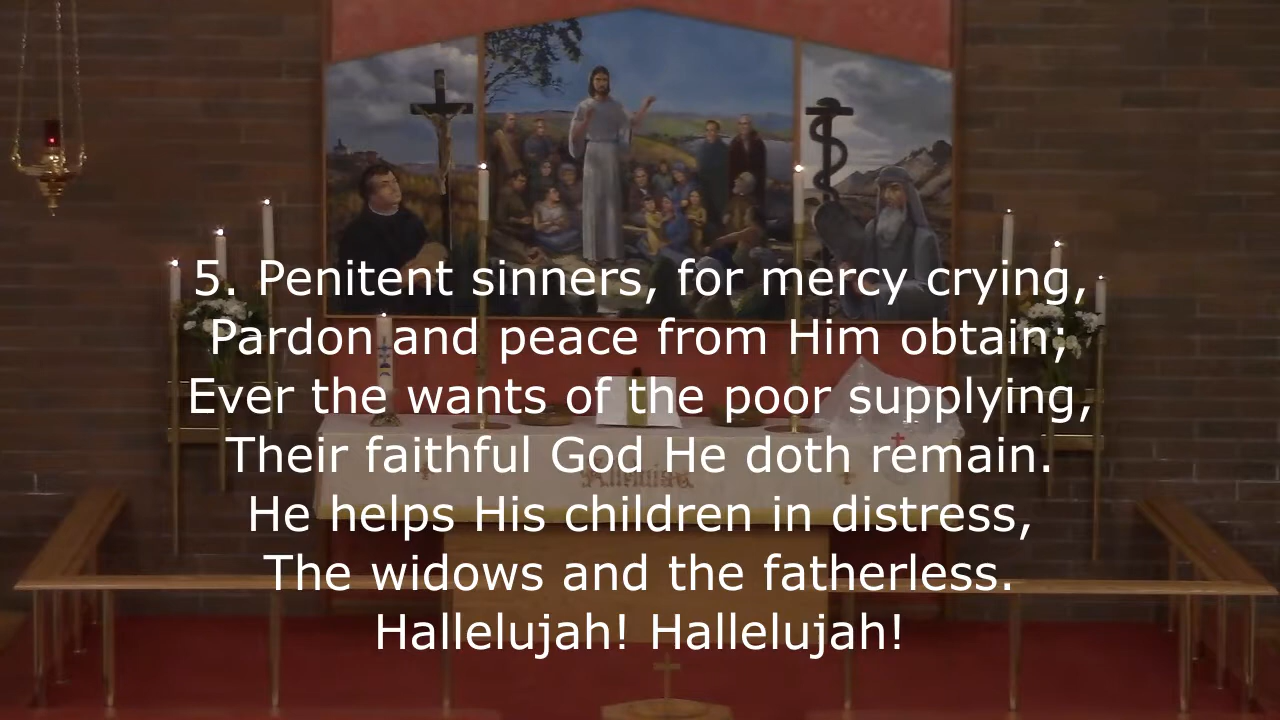 5. Penitent sinners, for mercy crying,
Pardon and peace from Him obtain;
Ever the wants of the poor supplying,
Their faithful God He doth remain.
He helps His children in distress,
The widows and the fatherless.
Hallelujah! Hallelujah!